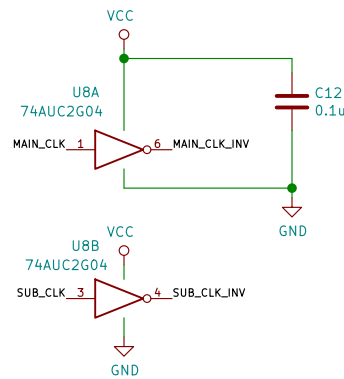 VCC
U8A
74AUC2G04
C12
0.1u
MAIN_CLK 1 6 MAIN_CLK_INV
GND
U8B
VCC
74AUC2G04
SUB_CLK 3 4 SUB_CLK_INV
GND